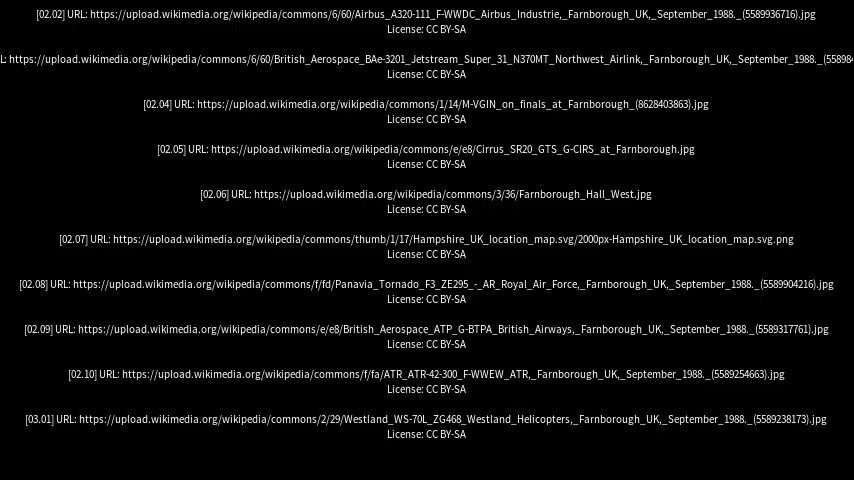 [02.02] URL: https://upload.wikimedia.org/wikipedia/commons/6/60/Airbus_A320-111_F-WWDC_Airbus_Industrie,_Farnborough_UK,_September_1988._(5589936716).jpg
License: CC BY-SA
L: https://upload.wikimedia.org/wikipedia/commons/6/60/British_Aerospace_BAe-3201_Jetstream_Super_31_N370MT_Northwest_Airlink,_Farnborough_UK,_September_1988._(55898
License: CC BY-SA
[02.04] URL: https://upload.wikimedia.org/wikipedia/commons/1/14/M-VGIN_on_finals_at_Farnborough_(8628403863).jpg
License: CC BY-SA
[02.05] URL: https://upload.wikimedia.org/wikipedia/commons/e/e8/Cirrus_SR20_GTS_G-CIRS_at_Farnborough.jpg
License: CC BY-SA
[02.06] URL: https://upload.wikimedia.org/wikipedia/commons/3/36/Farnborough_Hall_West.jpg
License: CC BY-SA
[02.07] URL: https://upload.wikimedia.org/wikipedia/commons/thumb/1/17/Hampshire_UK_location_map.svg/2000px-Hampshire_UK_location_map.svg.png
License: CC BY-SA
[02.08] URL: https://upload.wikimedia.org/wikipedia/commons/f/fd/Panavia_Tornado_F3_ZE295_-_AR_Royal_Air_Force,_Farnborough_UK,_September_1988._(5589904216).jpg
License: CC BY-SA
[02.09] URL: https://upload.wikimedia.org/wikipedia/commons/e/e8/British_Aerospace_ATP_G-BTPA_British_Airways,_Farnborough_UK,_September_1988._(5589317761).jpg
License: CC BY-SA
[02.10] URL: https://upload.wikimedia.org/wikipedia/commons/f/fa/ATR_ATR-42-300_F-WWEW_ATR,_Farnborough_UK,_September_1988._(5589254663).jpg
License: CC BY-SA
[03.01] URL: https://upload.wikimedia.org/wikipedia/commons/2/29/Westland_WS-70L_ZG468_Westland_Helicopters,_Farnborough_UK,_September_1988._(5589238173).jpg
License: CC BY-SA